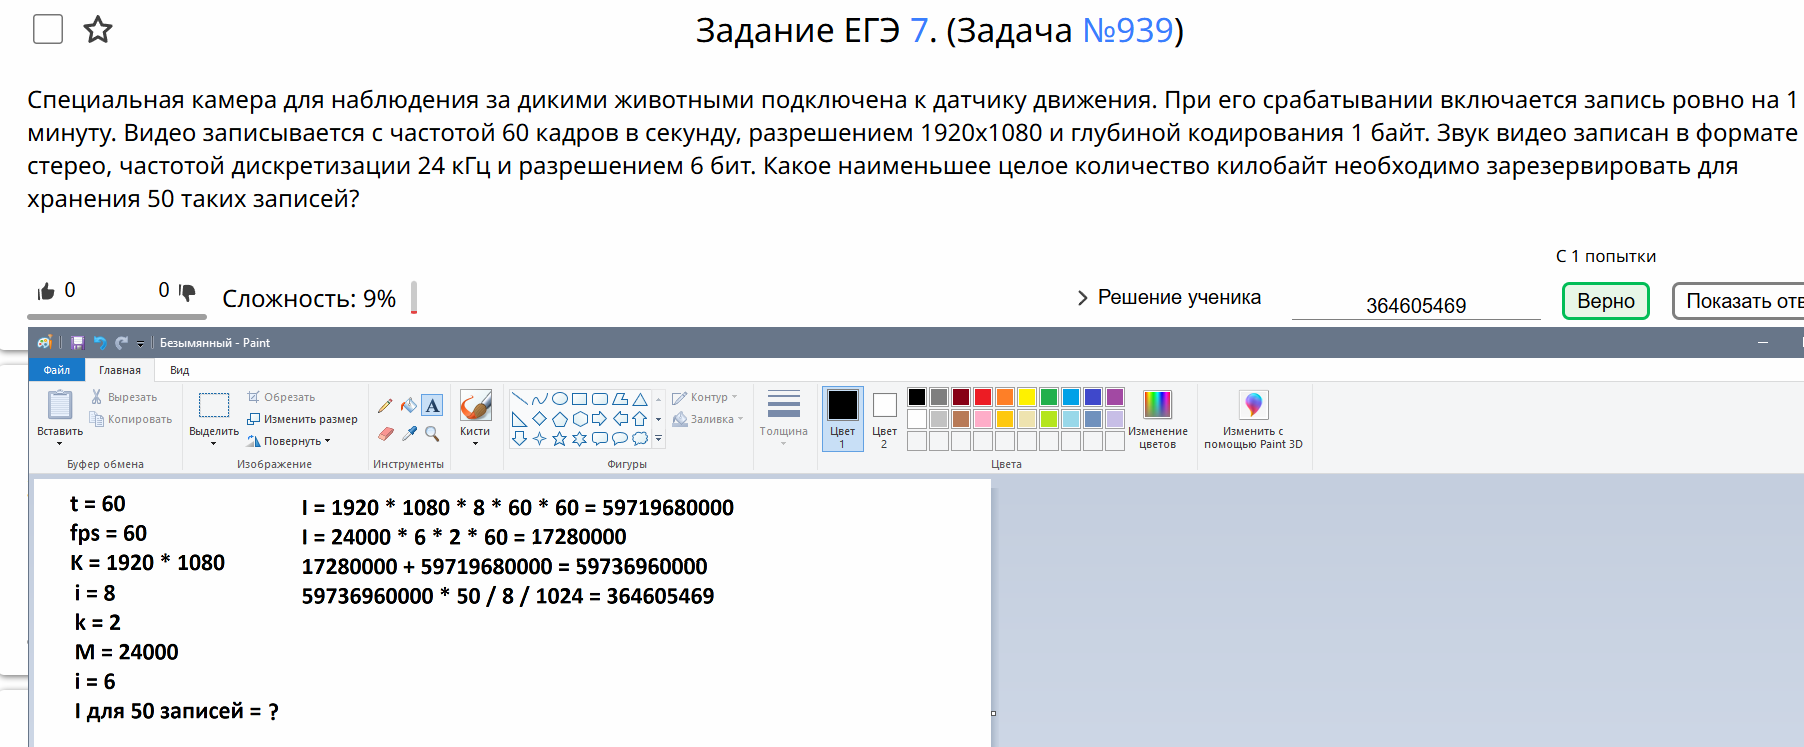 Задание ЕГЭ 7. (Задача №939)
Специальная камера для наблюдения за дикими животными подключена к датчику движения. При его срабатывании включается запись ровно на 1
минуту. Видео записывается с частотой 60 кадров в секунду, разрешением 1920x1080 и глубиной кодирования 1 байт. Звук видео записан в формате
стерео, частотой дискретизации 24 кГц и разрешением 6 бит. Какое наименьшее целое количество килобайт необходимо зарезервировать для
хранения 50 таких записей?
С 1 попытки
0 0 Сложность: 9% Решение ученика 364605469 Верно Показать отв
Безымянный - Paint
Файл Главная Вид
Вставить Вырезать Копировать Буфер обмена
Выделить Обрезать Изменить размер Повернуть Изображение
A Инструменты
Кисти
Контур Заливка Фигуры
Толщина
Цвет 1 Цвет 2 Изменение цветов Цвета
Изменить с помощью Paint 3D
t = 60
fps = 60
K = 1920 * 1080
i = 8
k = 2
M = 24000
i = 6
I для 50 записей = ?
I = 1920 * 1080 * 8 * 60 * 60 = 59719680000
I = 24000 * 6 * 2 * 60 = 17280000
17280000 + 59719680000 = 59736960000
59736960000 * 50 / 8 / 1024 = 364605469